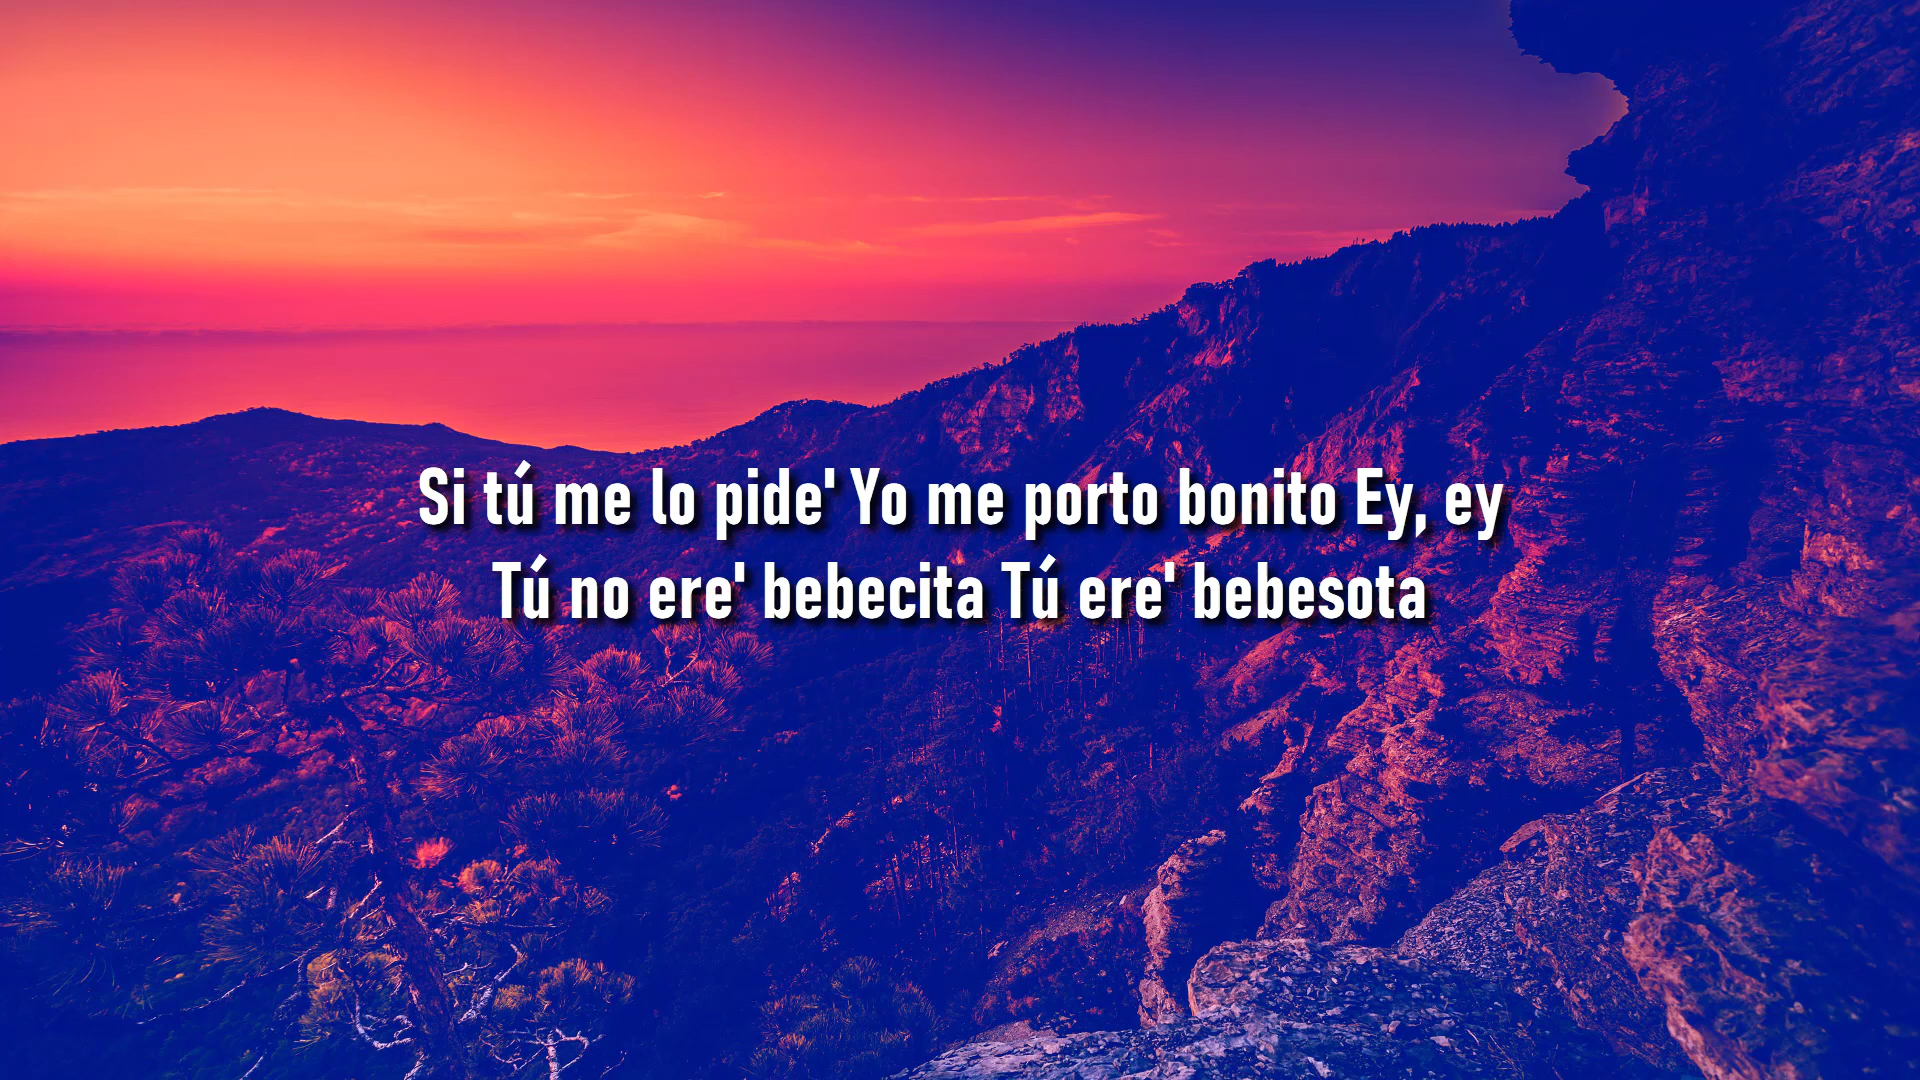 Si tú me lo pide' Yo me porto bonito Ey, ey
Tú no ere' bebecita Tú ere' bebesota